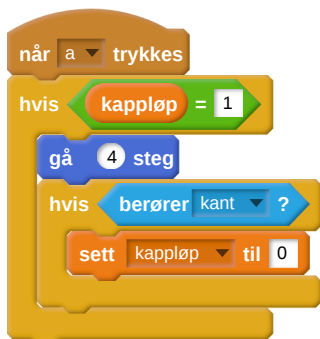 når a trykkes
hvis kappløp = 1
gå 4 steg
hvis berører kant ?
sett kappløp til 0